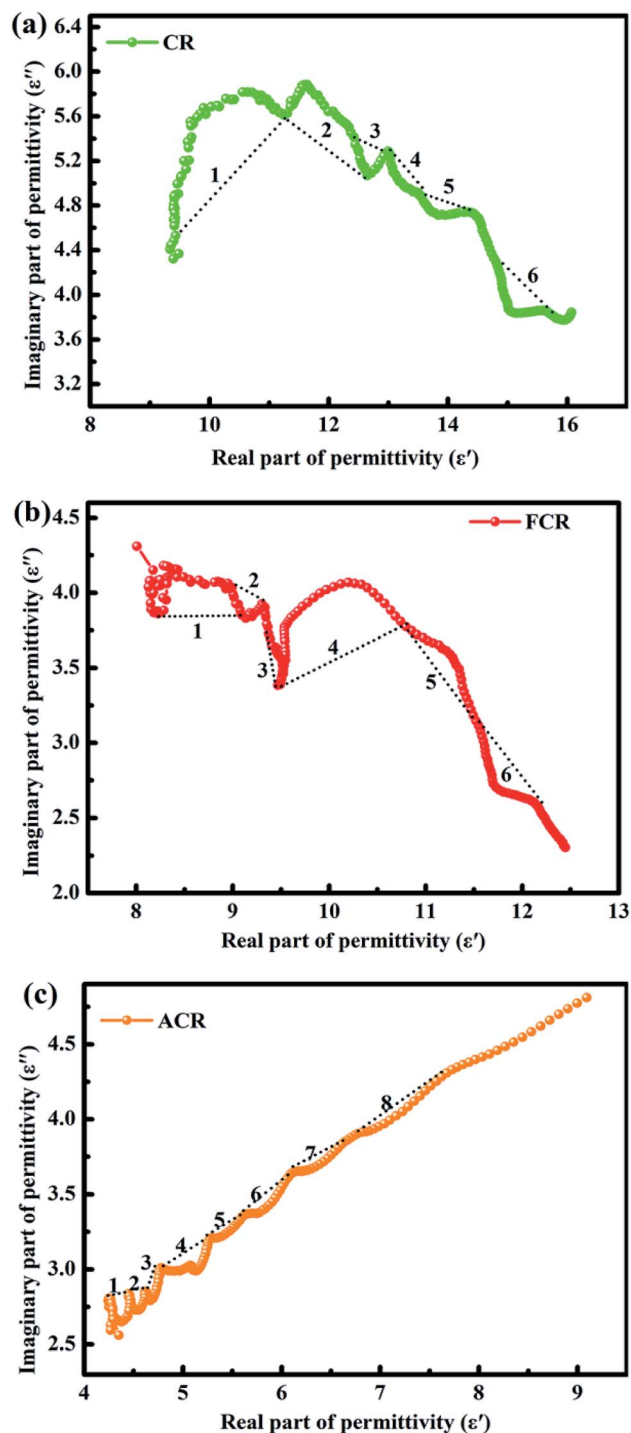 (a)
CR
6.4
6.0
5.6
5.2
4.8
4.4
4.0
3.6
3.2
Imaginary part of permittivity (ε″)
1
2
3
4
5
6
8 10 12 14 16
Real part of permittivity (ε′)
(b)
FCR
4.5
4.0
3.5
3.0
2.5
2.0
Imaginary part of permittivity (ε″)
1
2
3
4
5
6
8 9 10 11 12 13
Real part of permittivity (ε′)
(c)
ACR
4.5
4.0
3.5
3.0
2.5
Imaginary part of permittivity (ε″)
1
2
3
4
5
6
7
8
4 5 6 7 8 9
Real part of permittivity (ε′)